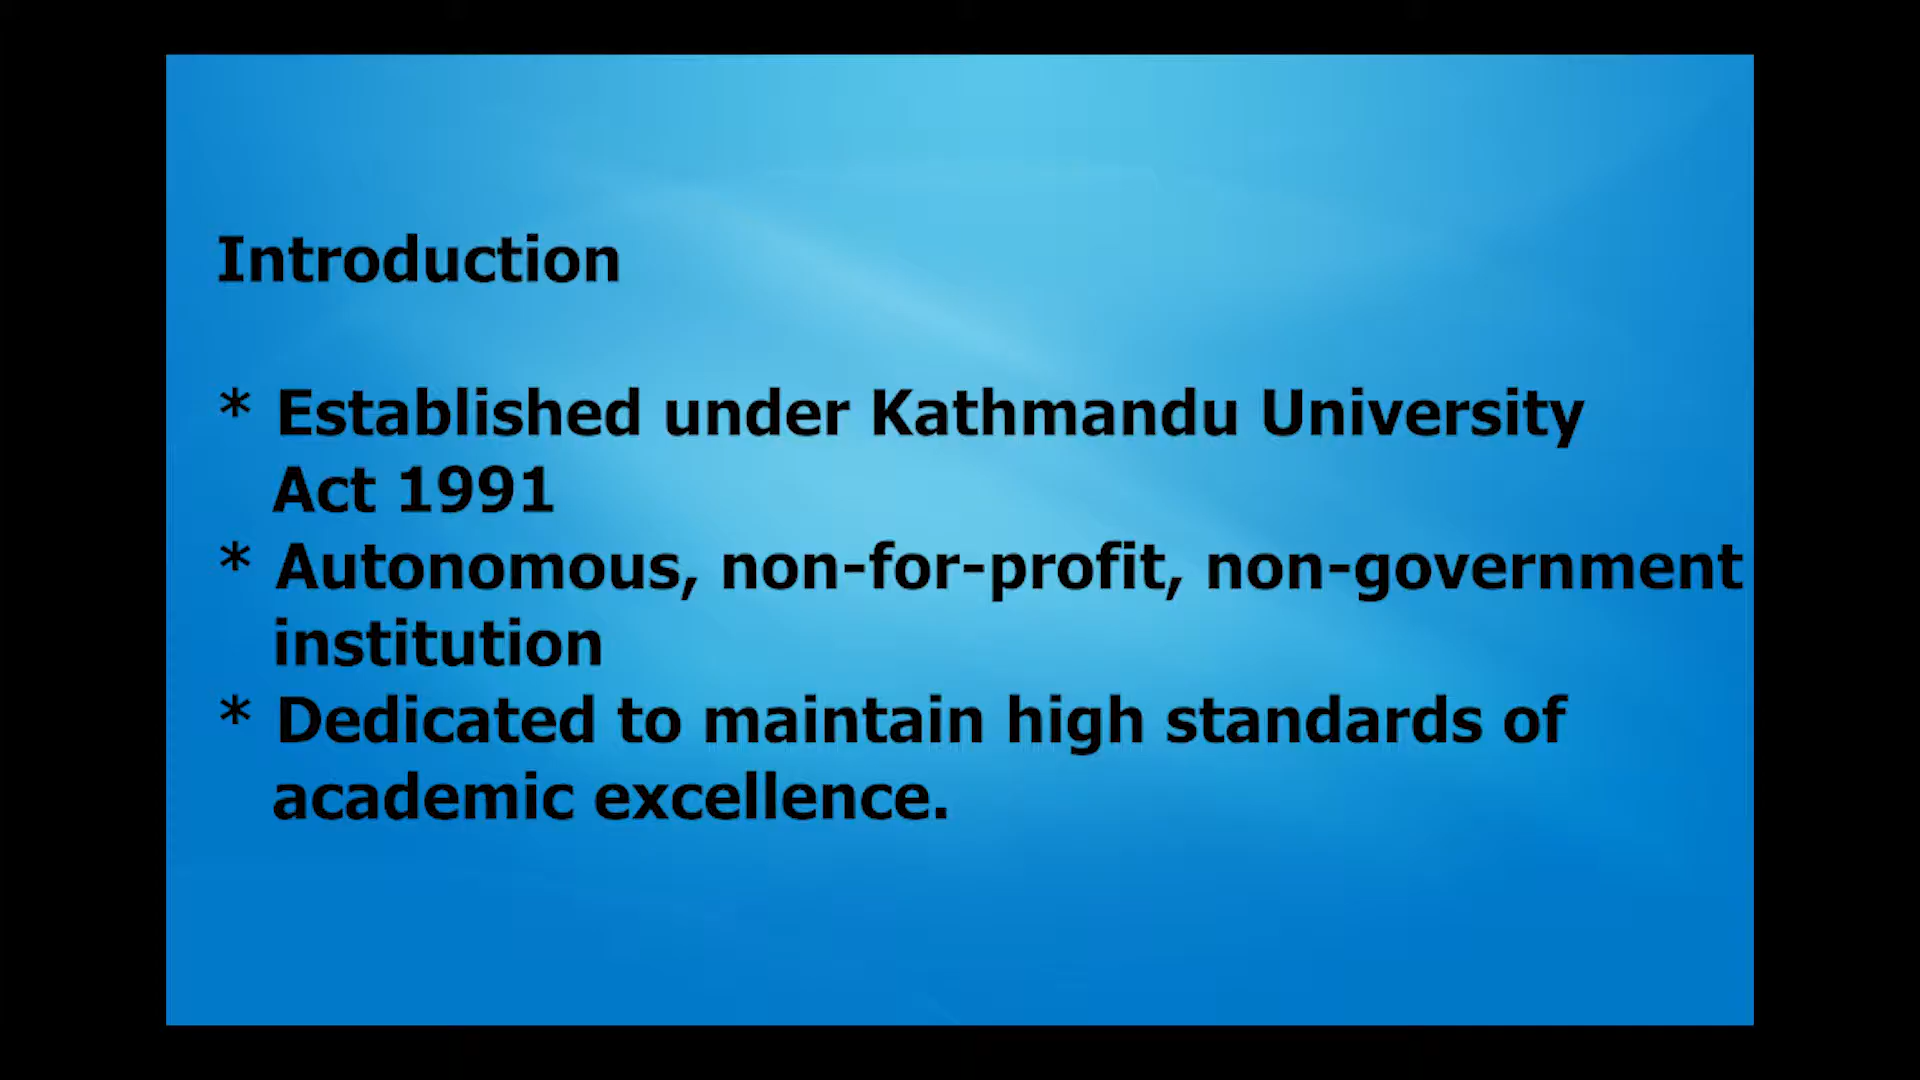 Introduction
* Established under Kathmandu University
Act 1991
* Autonomous, non-for-profit, non-government
institution
* Dedicated to maintain high standards of
academic excellence.